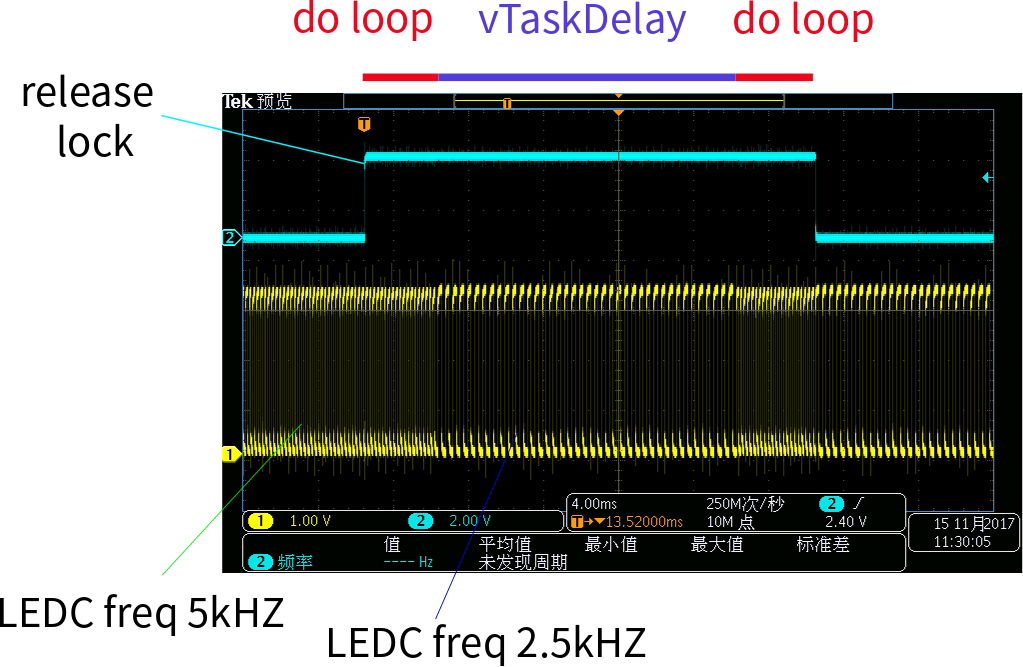 do loop vTaskDelay do loop
release
lock
Tek 预览
T
T
2
1
4.00ms 250M次/秒 2 /
1 1.00 V 2 2.00 V T→▼13.52000ms 10M 点 2.40 V
值 平均值 最小值 最大值 标准差
2 频率 ---- Hz 未发现周期
15 11月2017
11:30:05
LEDC freq 5kHZ
LEDC freq 2.5kHZ